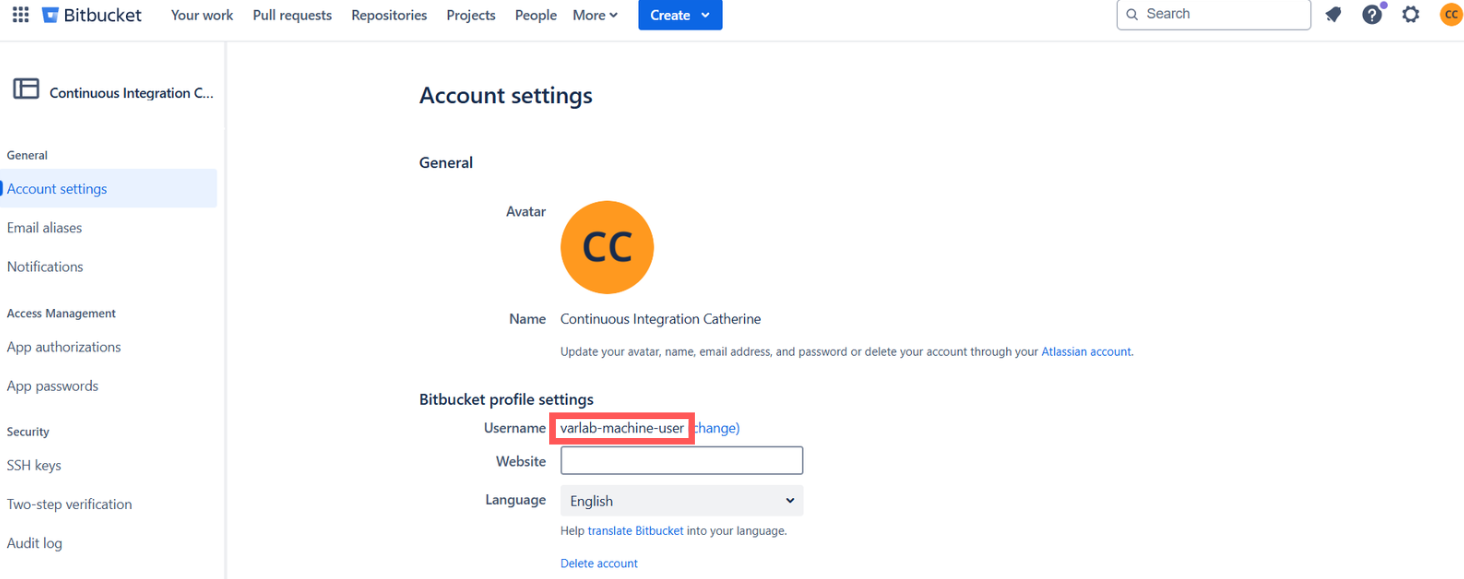 Bitbucket Your work Pull requests Repositories Projects People More Create Search ? CC
Continuous Integration C...
General
Account settings
Email aliases
Notifications
Access Management
App authorizations
App passwords
Security
SSH keys
Two-step verification
Audit log
Account settings
General
Avatar
CC
Name Continuous Integration Catherine
Update your avatar, name, email address, and password or delete your account through your Atlassian account.
Bitbucket profile settings
Username varlab-machine-user change)
Website
Language English
Help translate Bitbucket into your language.
Delete account